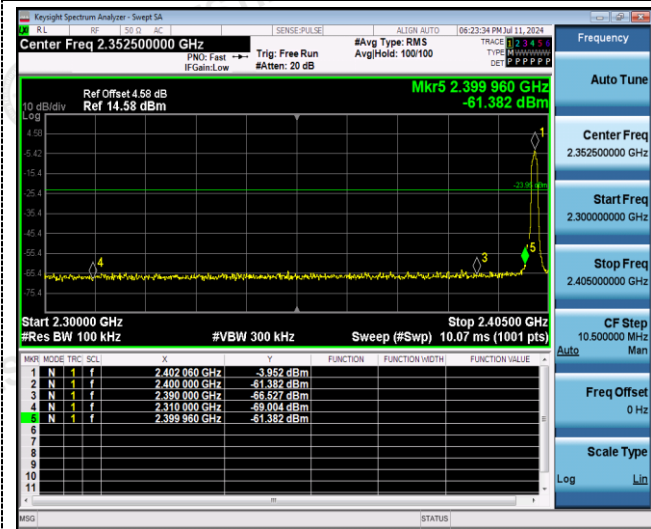 Keysight Spectrum Analyzer - Swept SA
RL RF 50 Ω AC SENSE:PULSE ALIGN AUTO 06:23:34 PM Jul 11, 2024
Center Freq 2.352500000 GHz
PNO: Fast
IFGain:Low
Trig: Free Run
#Atten: 20 dB
#Avg Type: RMS
Avg|Hold: 100/100
TRACE 1 2 3 4 5 6
TYPE M W W W W W
DET P P P P P P
Ref Offset 4.58 dB
Ref 14.58 dBm
Mkr5 2.399 960 GHz
-61.382 dBm
10 dB/div
Log
4.58
-5.42
-15.4
-25.4
-35.4
-45.4
-55.4
-65.4
-75.4
-23.95 dBm
1
3
4
5
Start 2.30000 GHz
Stop 2.40500 GHz
#Res BW 100 kHz #VBW 300 kHz Sweep (#Swp) 10.07 ms (1001 pts)
MKR MODE TRC SCL X Y FUNCTION FUNCTION WIDTH FUNCTION VALUE
1 N 1 f 2.402 060 GHz -3.952 dBm
2 N 1 f 2.400 000 GHz -61.382 dBm
3 N 1 f 2.390 000 GHz -66.527 dBm
4 N 1 f 2.310 000 GHz -69.004 dBm
5 N 1 f 2.399 960 GHz -61.382 dBm
6
7
8
9
10
11
MSG STATUS
Frequency
Auto Tune
Center Freq
2.352500000 GHz
Start Freq
2.300000000 GHz
Stop Freq
2.405000000 GHz
CF Step
10.500000 MHz
Auto Man
Freq Offset
0 Hz
Scale Type
Log Lin